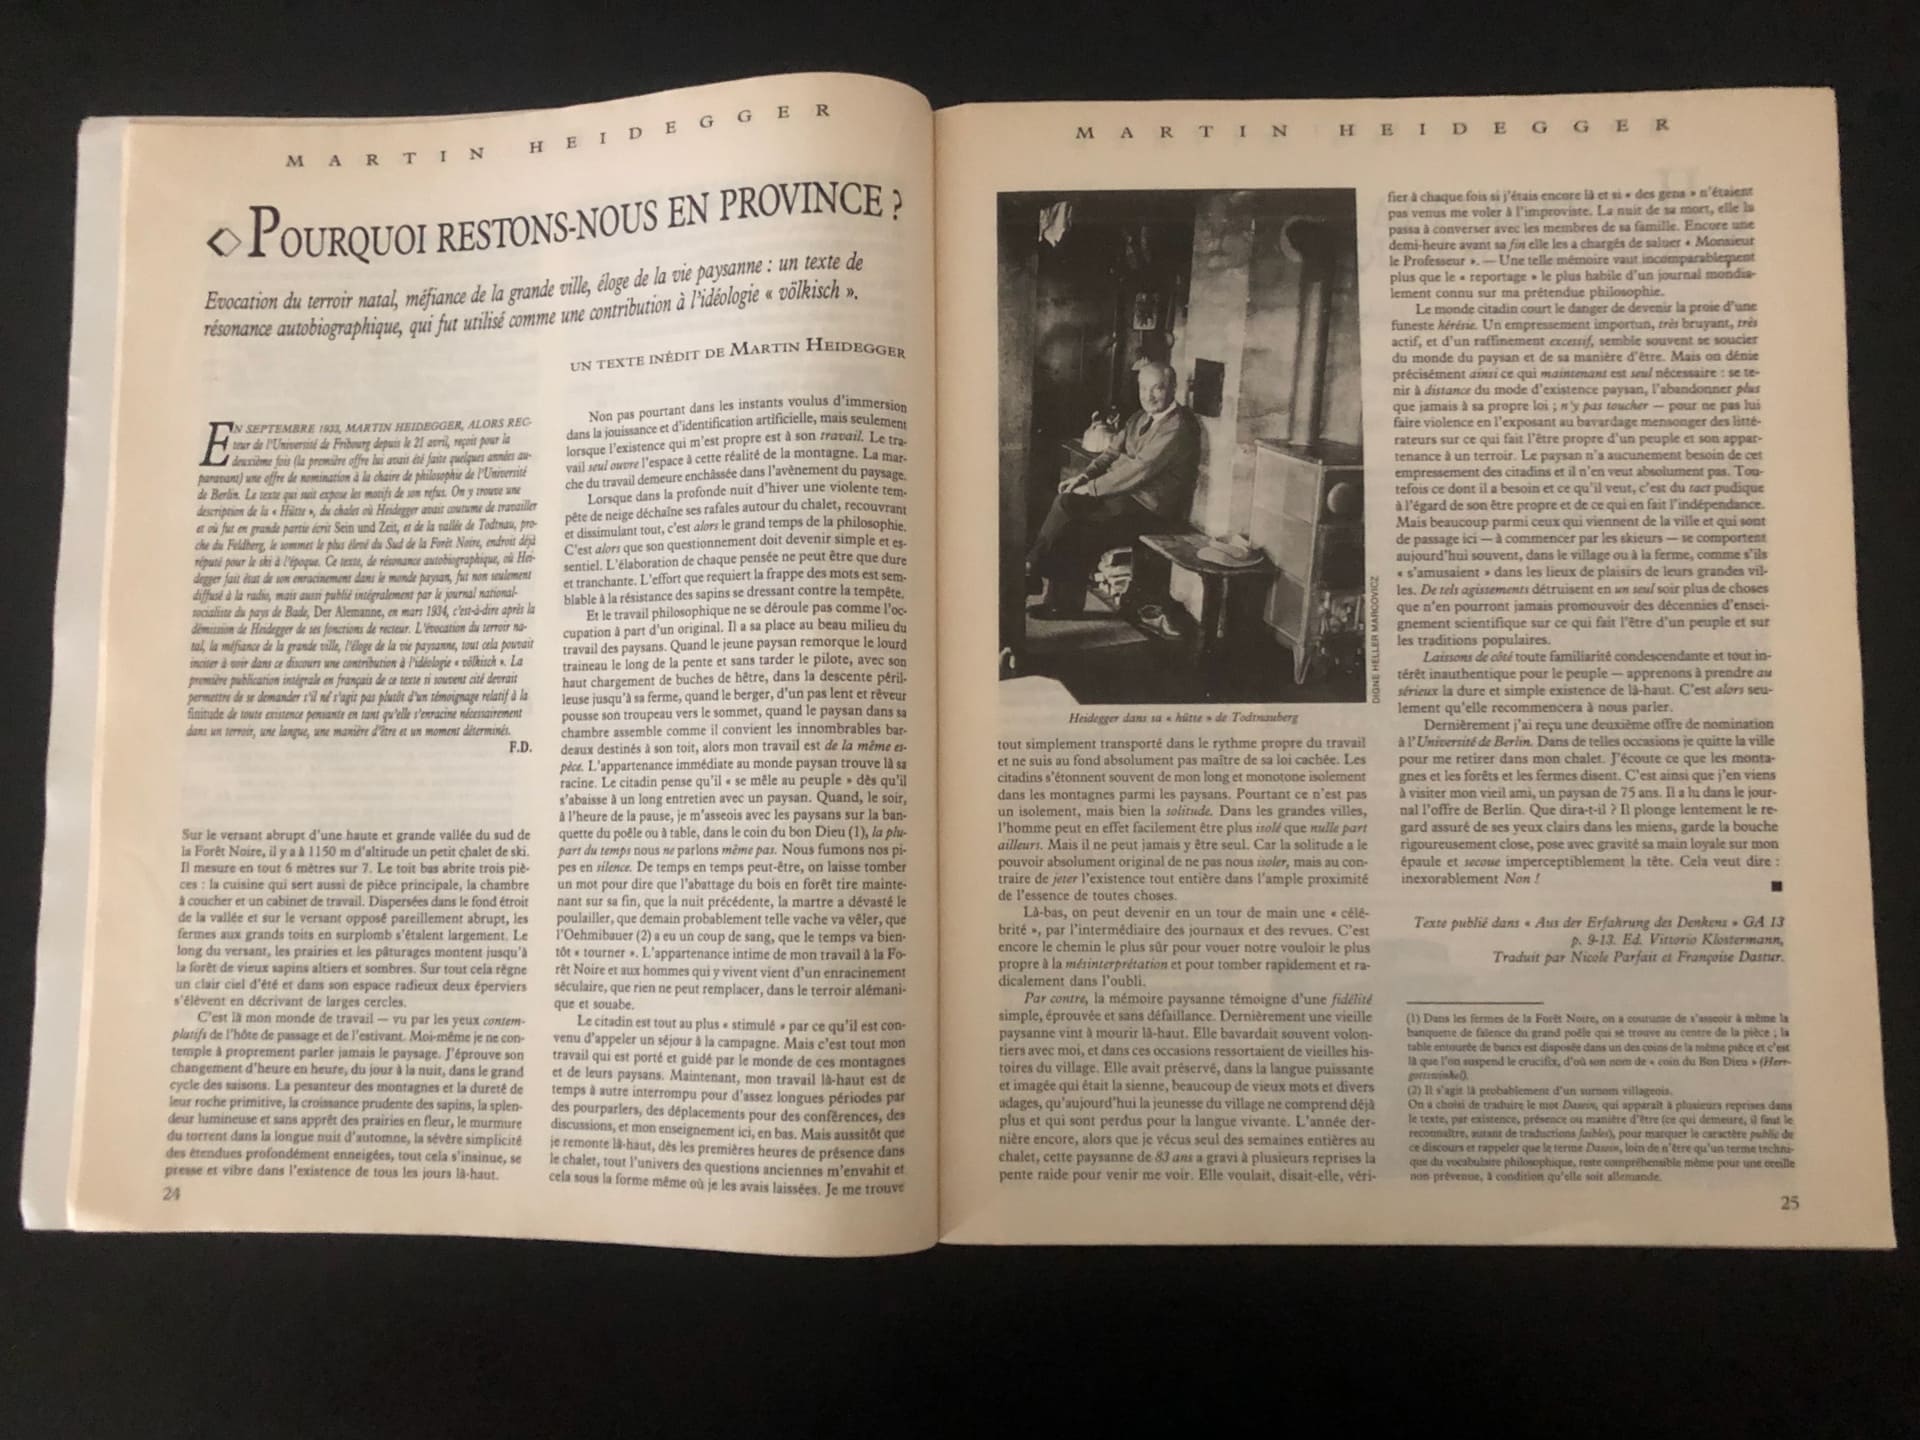 MARTIN HEIDEGGER
POURQUOI RESTONS-NOUS EN PROVINCE ?
Evocation du terroir natal, méfiance de la grande ville, éloge de la vie paysanne : un texte de
résonance autobiographique, qui fut utilisé comme une contribution à l'idéologie « völkisch ».
UN TEXTE INÉDIT DE MARTIN HEIDEGGER
EN SEPTEMBRE 1933, MARTIN HEIDEGGER, ALORS REC-
teur de l'Université de Fribourg depuis le 21 avril, reçoit pour la
deuxième fois (la première offre lui avait été faite quelques années au-
paravant) une offre de nomination à la chaire de philosophie de l'Université
de Berlin. Le texte qui suit expose les motifs de son refus. On y trouve une
description de la « Hütte », du chalet où Heidegger avait coutume de travailler
et où fut en grande partie écrit Sein und Zeit, et de la vallée de Todtnau, pro-
che du Feldberg, le sommet le plus élevé du Sud de la Forêt Noire, endroit déjà
réputé pour le ski à l'époque. Ce texte, de résonance autobiographique, où Hei-
degger fait état de son enracinement dans le monde paysan, fut non seulement
diffusé à la radio, mais aussi publié intégralement par le journal national-
socialiste du pays de Bade, Der Alemanne, en mars 1934, c'est-à-dire après la
démission de Heidegger de ses fonctions de recteur. L'évocation du terroir na-
tal, la méfiance de la grande ville, l'éloge de la vie paysanne, tout cela pouvait
inciter à voir dans ce discours une contribution à l'idéologie « völkisch ». La
première publication intégrale en français de ce texte si souvent cité devrait
permettre de se demander s'il ne s'agit pas plutôt d'un témoignage relatif à la
finitude de toute existence pensante en tant qu'elle s'enracine nécessairement
dans un terroir, une langue, une manière d'être et un moment déterminés.
F.D.
Sur le versant abrupt d'une haute et grande vallée du sud de
la Forêt Noire, il y a à 1150 m d'altitude un petit chalet de ski.
Il mesure en tout 6 mètres sur 7. Le toit bas abrite trois piè-
ces : la cuisine qui sert aussi de pièce principale, la chambre
à coucher et un cabinet de travail. Dispersées dans le fond étroit
de la vallée et sur le versant opposé pareillement abrupt, les
fermes aux grands toits en surplomb s'étalent largement. Le
long du versant, les prairies et les pâturages montent jusqu'à
la forêt de vieux sapins altiers et sombres. Sur tout cela règne
un clair ciel d'été et dans son espace radieux deux éperviers
s'élèvent en décrivant de larges cercles.
C'est là mon monde de travail — vu par les yeux contem-
platifs de l'hôte de passage et de l'estivant. Moi-même je ne con-
temple à proprement parler jamais le paysage. J'éprouve son
changement d'heure en heure, du jour à la nuit, dans le grand
cycle des saisons. La pesanteur des montagnes et la dureté de
leur roche primitive, la croissance prudente des sapins, la splen-
deur lumineuse et sans apprêt des prairies en fleur, le murmure
du torrent dans la longue nuit d'automne, la sévère simplicité
des étendues profondément enneigées, tout cela s'insinue, se
presse et vibre dans l'existence de tous les jours là-haut.
24
Non pas pourtant dans les instants voulus d'immersion
dans la jouissance et d'identification artificielle, mais seulement
lorsque l'existence qui m'est propre est à son travail. Le tra-
vail seul ouvre l'espace à cette réalité de la montagne. La mar-
che du travail demeure enchâssée dans l'avènement du paysage.
Lorsque dans la profonde nuit d'hiver une violente tem-
pête de neige déchaîne ses rafales autour du chalet, recouvrant
et dissimulant tout, c'est alors le grand temps de la philosophie.
C'est alors que son questionnement doit devenir simple et es-
sentiel. L'élaboration de chaque pensée ne peut être que dure
et tranchante. L'effort que requiert la frappe des mots est sem-
blable à la résistance des sapins se dressant contre la tempête.
Et le travail philosophique ne se déroule pas comme l'oc-
cupation à part d'un original. Il a sa place au beau milieu du
travail des paysans. Quand le jeune paysan remorque le lourd
traineau le long de la pente et sans tarder le pilote, avec son
haut chargement de buches de hêtre, dans la descente péril-
leuse jusqu'à sa ferme, quand le berger, d'un pas lent et rêveur
pousse son troupeau vers le sommet, quand le paysan dans sa
chambre assemble comme il convient les innombrables bar-
deaux destinés à son toit, alors mon travail est de la même es-
pèce. L'appartenance immédiate au monde paysan trouve là sa
racine. Le citadin pense qu'il « se mêle au peuple » dès qu'il
s'abaisse à un long entretien avec un paysan. Quand, le soir,
à l'heure de la pause, je m'asseois avec les paysans sur la ban-
quette du poêle ou à table, dans le coin du bon Dieu (1), la plu-
part du temps nous ne parlons même pas. Nous fumons nos pi-
pes en silence. De temps en temps peut-être, on laisse tomber
un mot pour dire que l'abattage du bois en forêt tire mainte-
nant sur sa fin, que la nuit précédente, la martre a dévasté le
poulailler, que demain probablement telle vache va vêler, que
l'Oehmibauer (2) a eu un coup de sang, que le temps va bien-
tôt « tourner ». L'appartenance intime de mon travail à la Fo-
rêt Noire et aux hommes qui y vivent vient d'un enracinement
séculaire, que rien ne peut remplacer, dans le terroir alémani-
que et souabe.
Le citadin est tout au plus « stimulé » par ce qu'il est con-
venu d'appeler un séjour à la campagne. Mais c'est tout mon
travail qui est porté et guidé par le monde de ces montagnes
et de leurs paysans. Maintenant, mon travail là-haut est de
temps à autre interrompu pour d'assez longues périodes par
des pourparlers, des déplacements pour des conférences, des
discussions, et mon enseignement ici, en bas. Mais aussitôt que
je remonte là-haut, dès les premières heures de présence dans
le chalet, tout l'univers des questions anciennes m'envahit et
cela sous la forme même où je les avais laissées. Je me trouve
MARTIN HEIDEGGER
DIGNE HELLER MARCOVICZ
Heidegger dans sa « hütte » de Todtnauberg
tout simplement transporté dans le rythme propre du travail
et ne suis au fond absolument pas maître de sa loi cachée. Les
citadins s'étonnent souvent de mon long et monotone isolement
dans les montagnes parmi les paysans. Pourtant ce n'est pas
un isolement, mais bien la solitude. Dans les grandes villes,
l'homme peut en effet facilement être plus isolé que nulle part
ailleurs. Mais il ne peut jamais y être seul. Car la solitude a le
pouvoir absolument original de ne pas nous isoler, mais au con-
traire de jeter l'existence tout entière dans l'ample proximité
de l'essence de toutes choses.
Là-bas, on peut devenir en un tour de main une « célé-
brité », par l'intermédiaire des journaux et des revues. C'est
encore le chemin le plus sûr pour vouer notre vouloir le plus
propre à la mésinterprétation et pour tomber rapidement et ra-
dicalement dans l'oubli.
Par contre, la mémoire paysanne témoigne d'une fidélité
simple, éprouvée et sans défaillance. Dernièrement une vieille
paysanne vint à mourir là-haut. Elle bavardait souvent volon-
tiers avec moi, et dans ces occasions ressortaient de vieilles his-
toires du village. Elle avait préservé, dans la langue puissante
et imagée qui était la sienne, beaucoup de vieux mots et divers
adages, qu'aujourd'hui la jeunesse du village ne comprend déjà
plus et qui sont perdus pour la langue vivante. L'année der-
nière encore, alors que je vécus seul des semaines entières au
chalet, cette paysanne de 83 ans a gravi à plusieurs reprises la
pente raide pour venir me voir. Elle voulait, disait-elle, véri-
fier à chaque fois si j'étais encore là et si « des gens » n'étaient
pas venus me voler à l'improviste. La nuit de sa mort, elle la
passa à converser avec les membres de sa famille. Encore une
demi-heure avant sa fin elle les a chargés de saluer « Monsieur
le Professeur ». — Une telle mémoire vaut incomparablement
plus que le « reportage » le plus habile d'un journal mondia-
lement connu sur ma prétendue philosophie.
Le monde citadin court le danger de devenir la proie d'une
funeste hérésie. Un empressement importun, très bruyant, très
actif, et d'un raffinement excessif, semble souvent se soucier
du monde du paysan et de sa manière d'être. Mais on dénie
précisément ainsi ce qui maintenant est seul nécessaire : se te-
nir à distance du mode d'existence paysan, l'abandonner plus
que jamais à sa propre loi ; n'y pas toucher — pour ne pas lui
faire violence en l'exposant au bavardage mensonger des litté-
rateurs sur ce qui fait l'être propre d'un peuple et son appar-
tenance à un terroir. Le paysan n'a aucunement besoin de cet
empressement des citadins et il n'en veut absolument pas. Tou-
tefois ce dont il a besoin et ce qu'il veut, c'est du tact pudique
à l'égard de son être propre et de ce qui en fait l'indépendance.
Mais beaucoup parmi ceux qui viennent de la ville et qui sont
de passage ici — à commencer par les skieurs — se comportent
aujourd'hui souvent, dans le village ou à la ferme, comme s'ils
« s'amusaient » dans les lieux de plaisirs de leurs grandes vil-
les. De tels agissements détruisent en un seul soir plus de choses
que n'en pourront jamais promouvoir des décennies d'ensei-
gnement scientifique sur ce qui fait l'être d'un peuple et sur
les traditions populaires.
Laissons de côté toute familiarité condescendante et tout in-
térêt inauthentique pour le peuple — apprenons à prendre au
sérieux la dure et simple existence de là-haut. C'est alors seu-
lement qu'elle recommencera à nous parler.
Dernièrement j'ai reçu une deuxième offre de nomination
à l'Université de Berlin. Dans de telles occasions je quitte la ville
pour me retirer dans mon chalet. J'écoute ce que les monta-
gnes et les forêts et les fermes disent. C'est ainsi que j'en viens
à visiter mon vieil ami, un paysan de 75 ans. Il a lu dans le jour-
nal l'offre de Berlin. Que dira-t-il ? Il plonge lentement le re-
gard assuré de ses yeux clairs dans les miens, garde la bouche
rigoureusement close, pose avec gravité sa main loyale sur mon
épaule et secoue imperceptiblement la tête. Cela veut dire :
inexorablement Non !
Texte publié dans « Aus der Erfahrung des Denkens » GA 13
p. 9-13. Ed. Vittorio Klostermann,
Traduit par Nicole Parfait et Françoise Dastur.
(1) Dans les fermes de la Forêt Noire, on a coutume de s'asseoir à même la
banquette de faïence du grand poêle qui se trouve au centre de la pièce ; la
table entourée de bancs est disposée dans un des coins de la même pièce et c'est
là que l'on suspend le crucifix, d'où son nom de « coin du Bon Dieu » (Herr-
gottswinkel).
(2) Il s'agit là probablement d'un surnom villageois.
On a choisi de traduire le mot Dasein, qui apparaît à plusieurs reprises dans
le texte, par existence, présence ou manière d'être (ce qui demeure, il faut le
reconnaître, autant de traductions faibles), pour marquer le caractère public de
ce discours et rappeler que le terme Dasein, loin de n'être qu'un terme techni-
que du vocabulaire philosophique, reste compréhensible même pour une oreille
non prévenue, à condition qu'elle soit allemande.
25